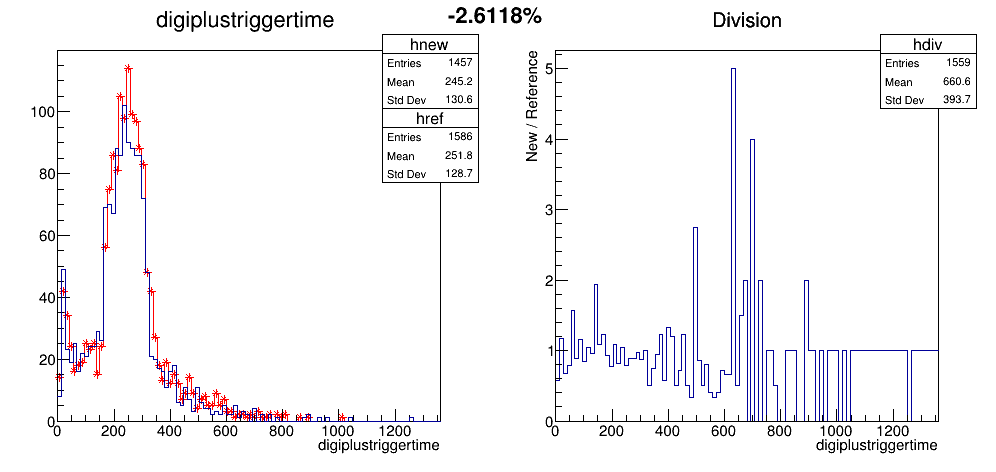 digiplustriggertime
-2.6118%
Division
hnew
Entries 1457
Mean 245.2
Std Dev 130.6
href
Entries 1586
Mean 251.8
Std Dev 128.7
100
80
60
40
20
0
0 200 400 600 800 1000 1200
digiplustriggertime
hdiv
Entries 1559
Mean 660.6
Std Dev 393.7
New / Reference
5
4
3
2
1
0
0 200 400 600 800 1000 1200
digiplustriggertime